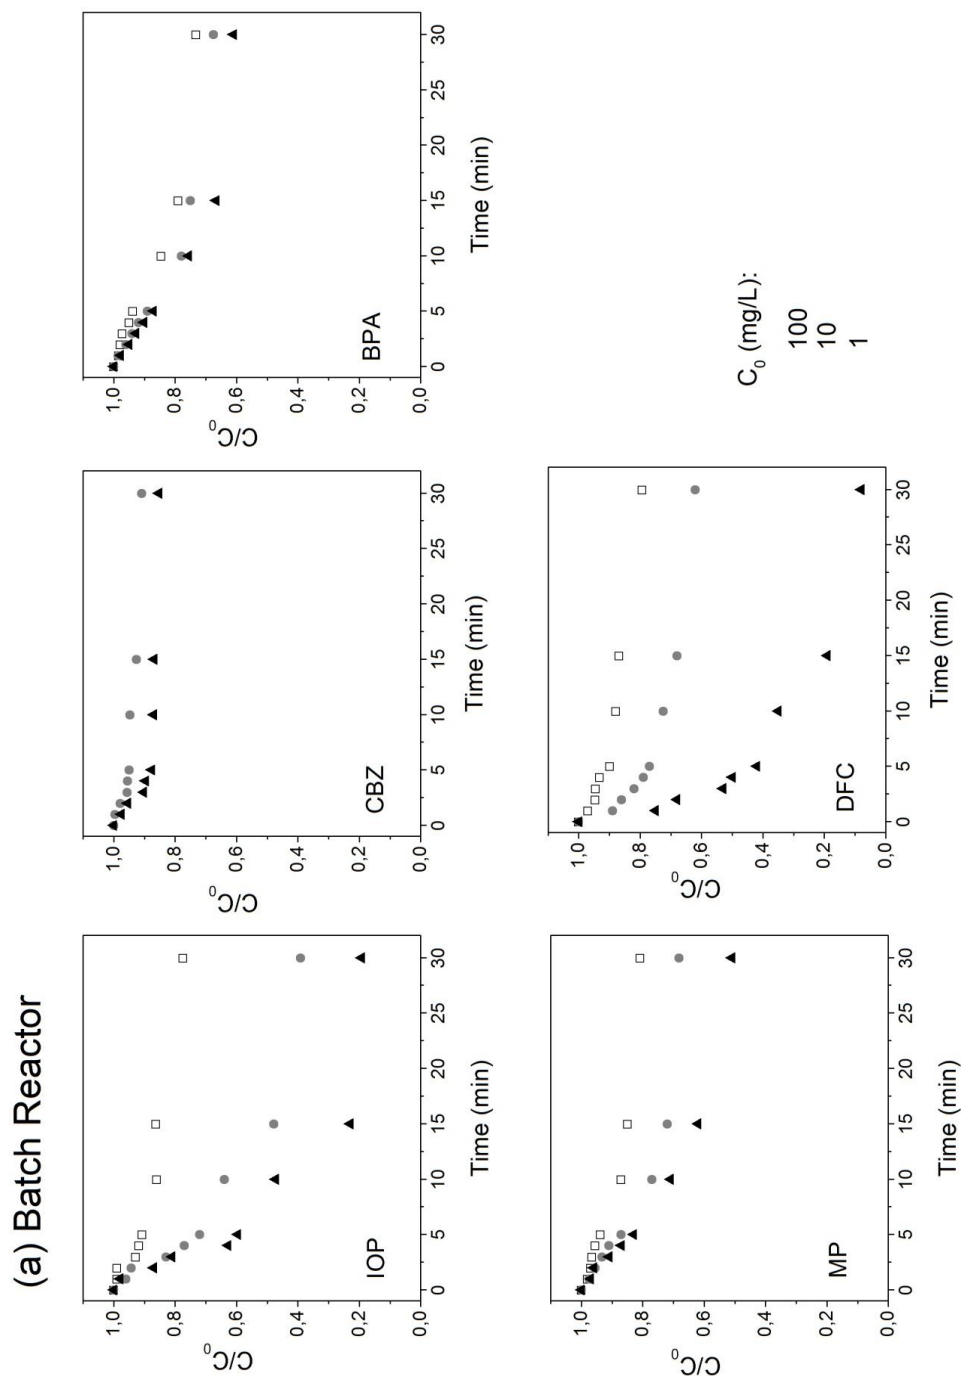 (a) Batch Reactor
1,0
0,8
0,6
0,4
0,2
0,0
C/C₀
0 5 10 15 20 25 30
Time (min)
IOP
1,0
0,8
0,6
0,4
0,2
0,0
C/C₀
0 5 10 15 20 25 30
Time (min)
CBZ
1,0
0,8
0,6
0,4
0,2
0,0
C/C₀
0 5 10 15 20 25 30
Time (min)
BPA
1,0
0,8
0,6
0,4
0,2
0,0
C/C₀
0 5 10 15 20 25 30
Time (min)
MP
1,0
0,8
0,6
0,4
0,2
0,0
C/C₀
0 5 10 15 20 25 30
Time (min)
DFC
C₀ (mg/L):
100
10
1